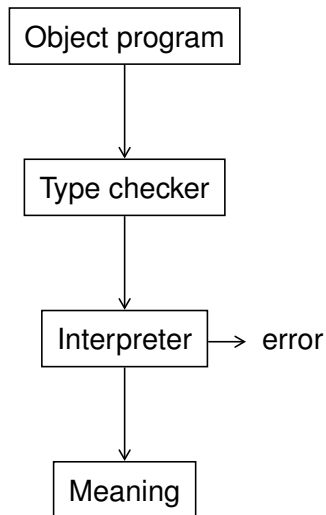 Object program
Type checker
Interpreter
error
Meaning